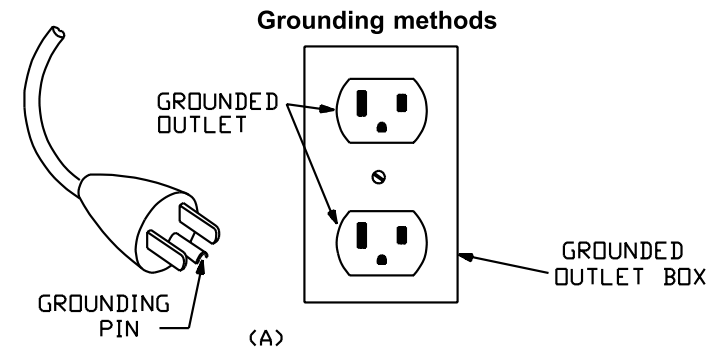 Grounding methods
GROUNDED
OUTLET
GROUNDED
OUTLET BOX
GROUNDING
PIN
(A)